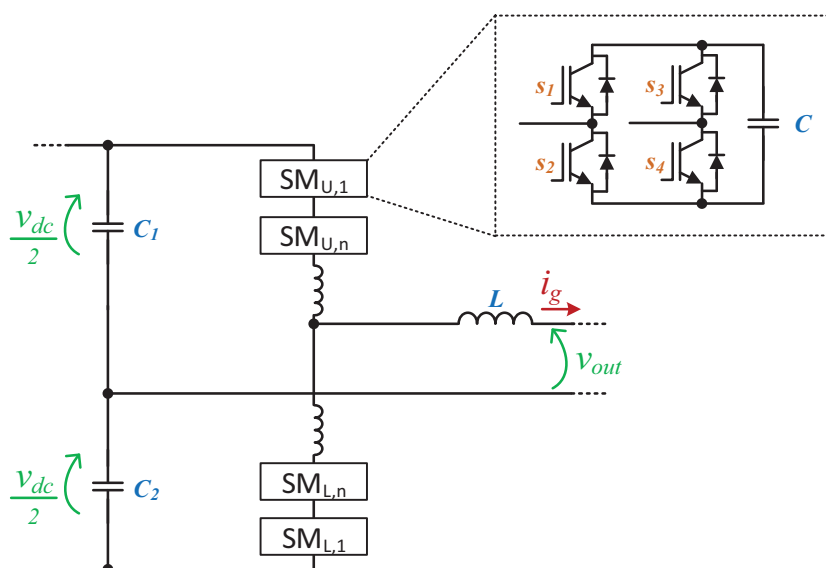 s1
s3
C
s2
s4
SMU,1
vdc
2
C1
SMU,n
ig
L
vout
vdc
2
C2
SML,n
SML,1